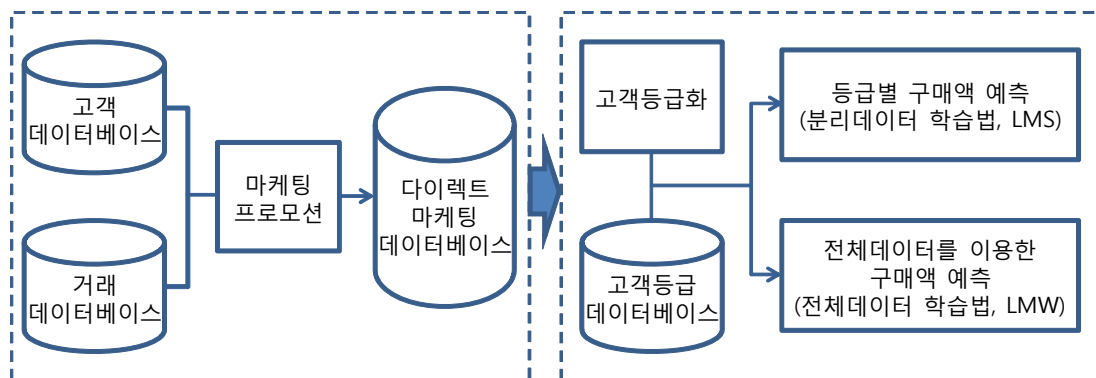 고객
데이터베이스
거래
데이터베이스
마케팅
프로모션
다이렉트
마케팅
데이터베이스
고객등급화
고객등급
데이터베이스
등급별 구매액 예측
(분리데이터 학습법, LMS)
전체데이터를 이용한
구매액 예측
(전체데이터 학습법, LMW)